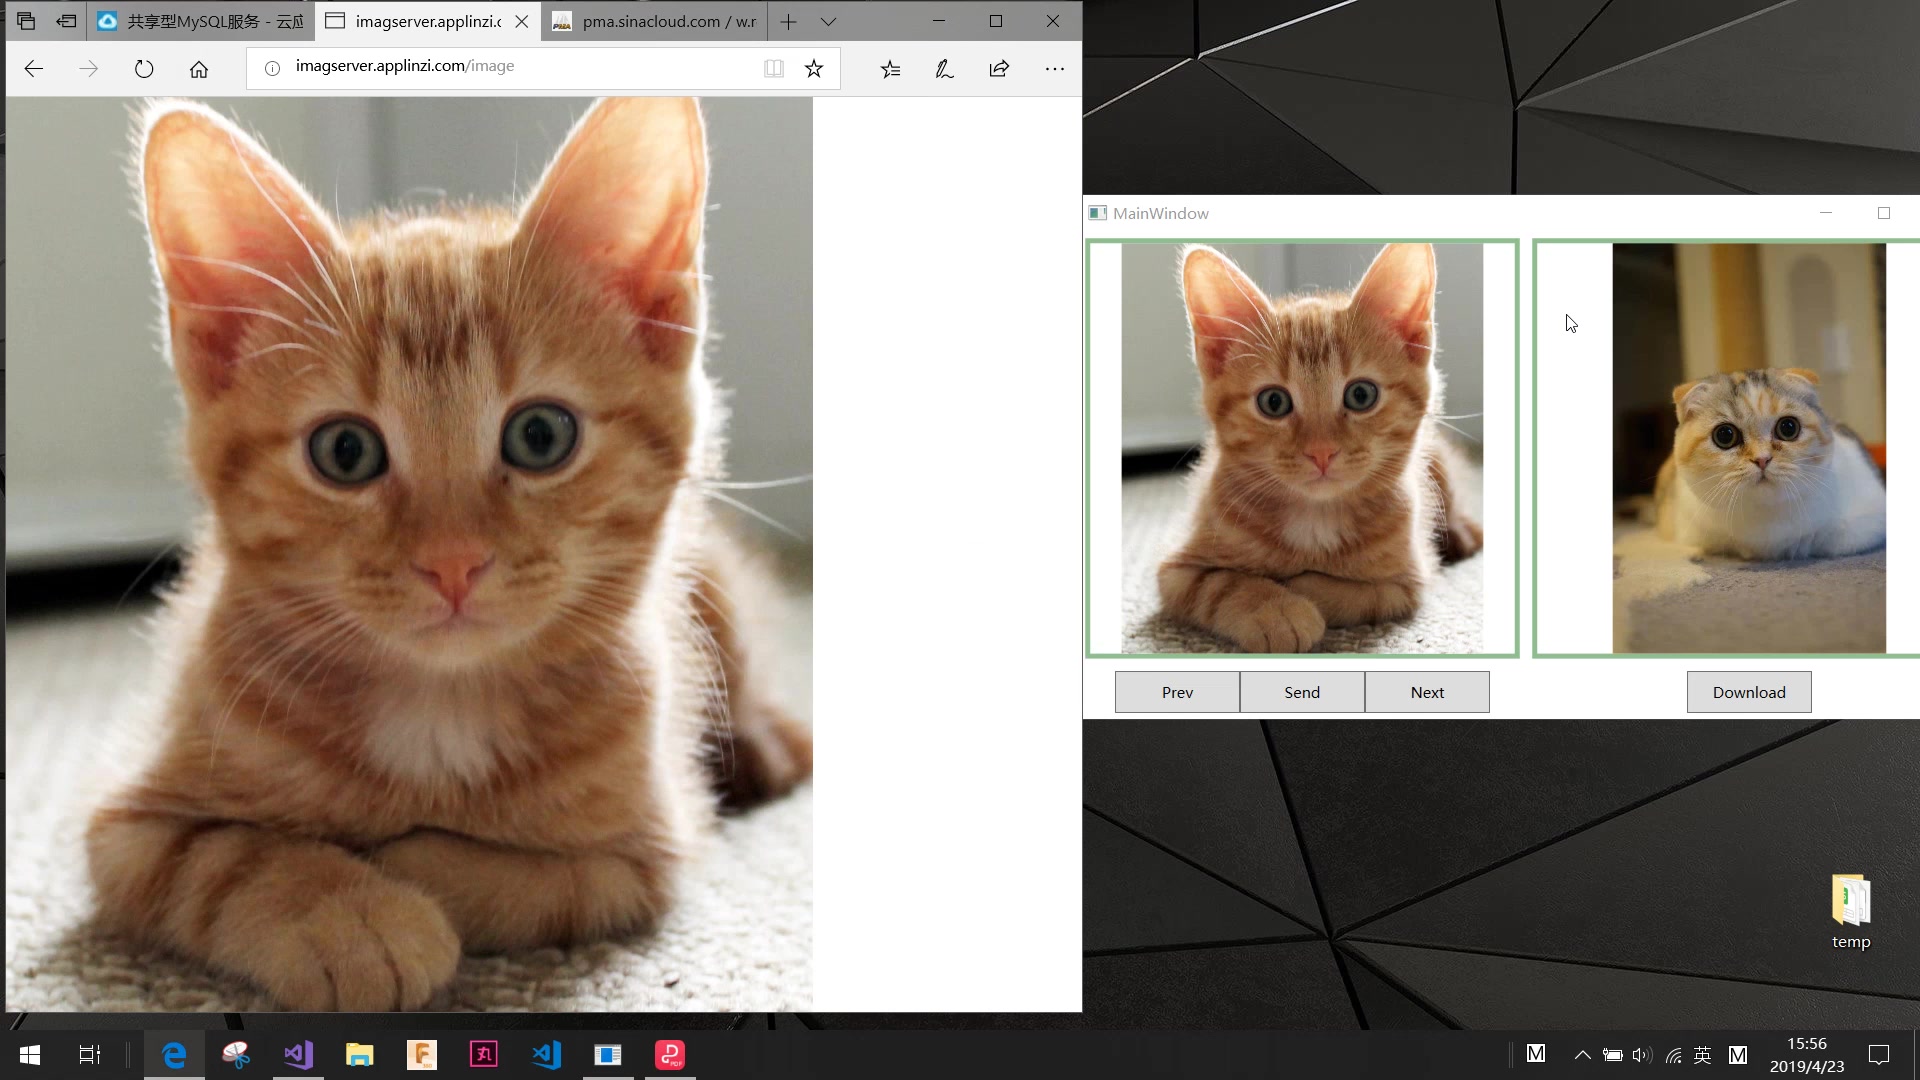 共享型MySQL服务 - 云应
imagserver.applinzi.c
pma.sinacloud.com / w.r
imagserver.applinzi.com/image
MainWindow
Prev
Send
Next
Download
temp
英
15:56
2019/4/23